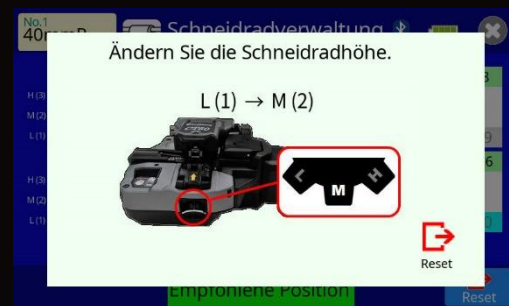 No.1
Schneidradverwaltung
Ändern Sie die Schneidradhöhe.
L (1) → M (2)
H (3)
M (2)
L (1)
H (3)
M (2)
L (1)
L
M
H
Reset
Empfohlene Position
Reset